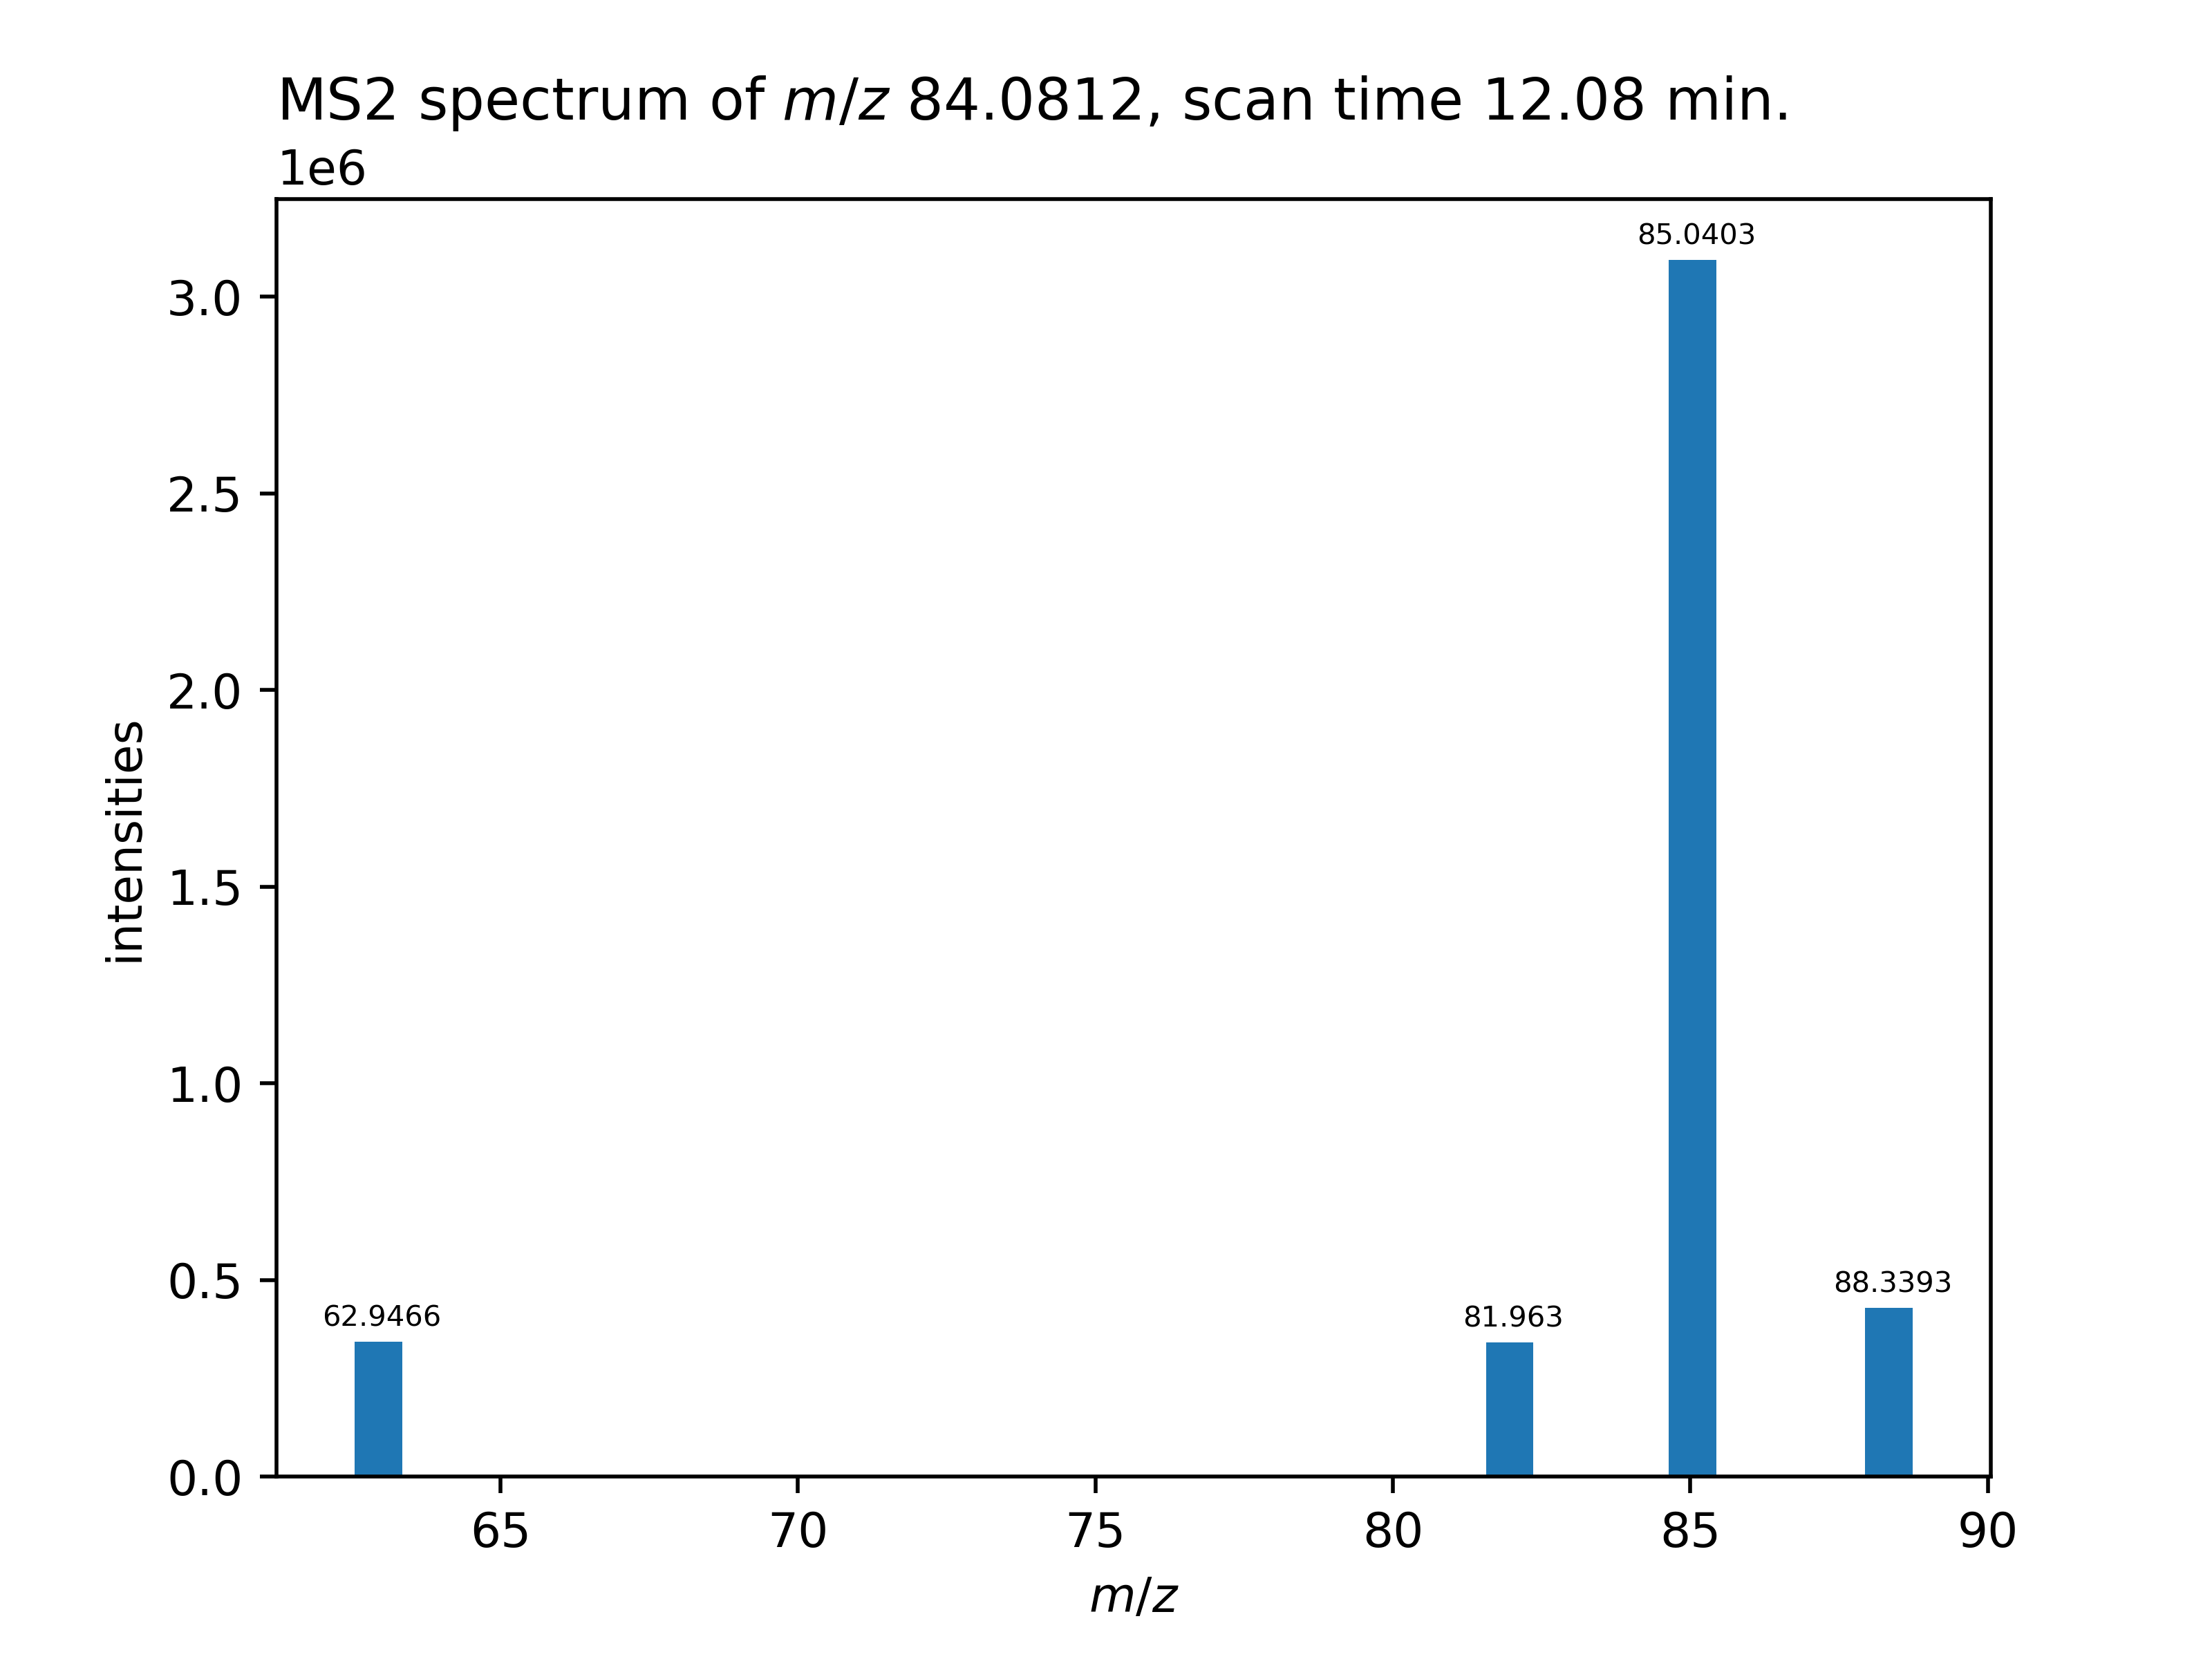 MS2 spectrum of m/z 84.0812, scan time 12.08 min.
1e6
85.0403
3.0
2.5
2.0
1.5
1.0
0.5
0.0
intensities
62.9466
81.963
88.3393
65 70 75 80 85 90
m/z